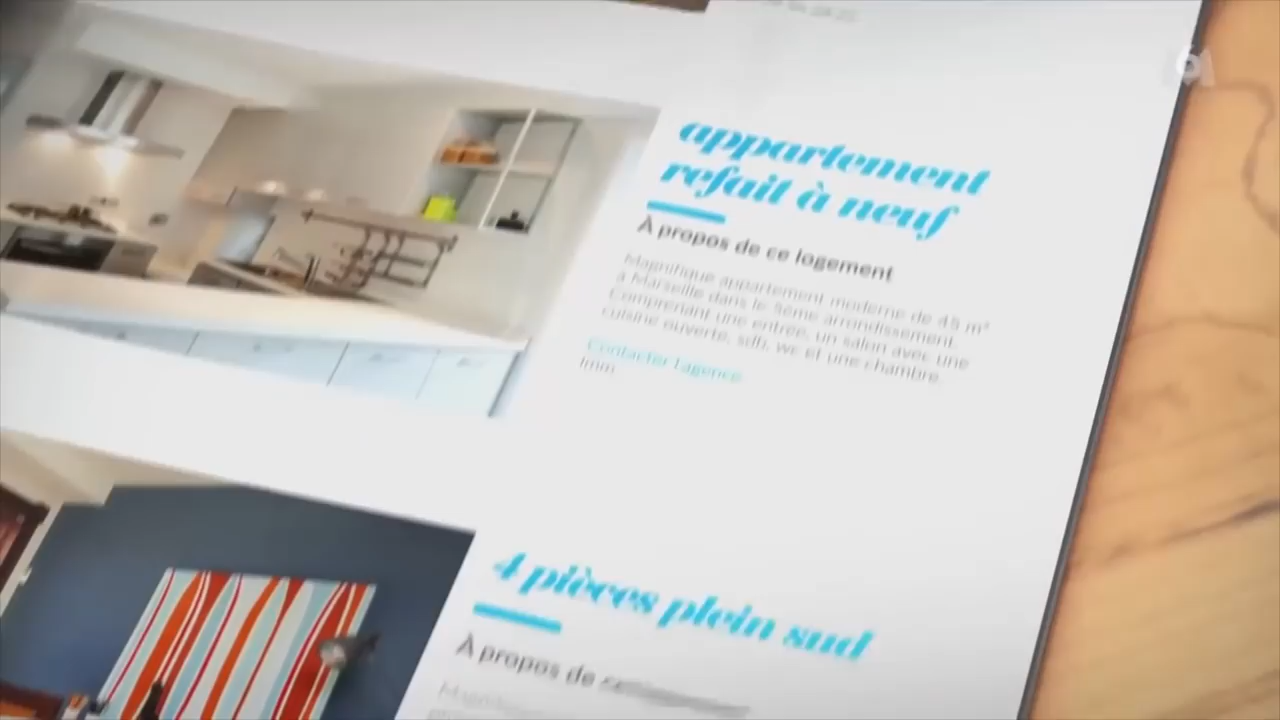 appartement
refait à neuf
À propos de ce logement
Magnifique appartement moderne de 45 m²
à Marseille dans le 5ème arrondissement.
Comprenant une entrée, un salon avec une
cuisine ouverte, sdb, wc et une chambre.
Contacter l'agence
Imm
4 pièces plein sud
À propos de